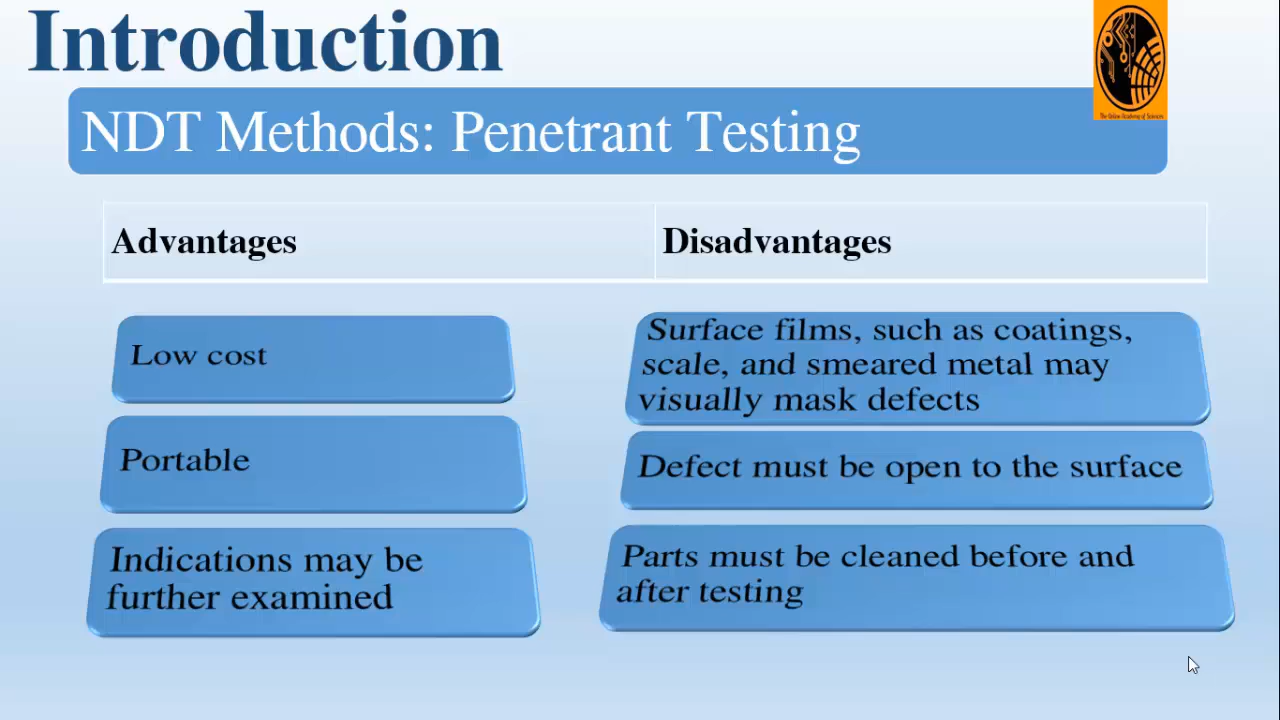 Introduction
NDT Methods: Penetrant Testing
Advantages
Disadvantages
Low cost
Portable
Indications may be
further examined
Surface films, such as coatings,
scale, and smeared metal may
visually mask defects
Defect must be open to the surface
Parts must be cleaned before and
after testing